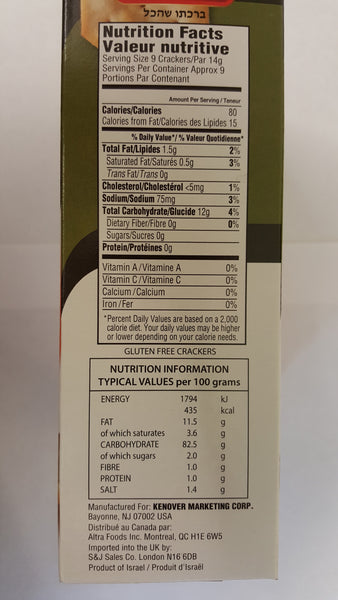 ברכתו שהכל
Nutrition Facts
Valeur nutritive
Serving Size 9 Crackers/Par 14g
Servings Per Container Approx 9
Portions Par Contenant
Amount Per Serving / Teneur
Calories/Calories 80
Calories from Fat/Calories des Lipides 15
% Daily Value*/% Valeur Quotidienne*
Total Fat/Lipides 1.5g 2%
Saturated Fat/Saturés 0.5g 3%
Trans Fat/Trans 0g
Cholesterol/Cholestérol <5mg 1%
Sodium/Sodium 75mg 3%
Total Carbohydrate/Glucide 12g 4%
Dietary Fiber/Fibre 0g 0%
Sugars/Sucres 0g
Protein/Protéines 0g
Vitamin A / Vitamine A 0%
Vitamin C / Vitamine C 0%
Calcium / Calcium 0%
Iron / Fer 0%
*Percent Daily Values are based on a 2,000
calorie diet. Your daily values may be higher
or lower depending on your calorie needs.
GLUTEN FREE CRACKERS
NUTRITION INFORMATION
TYPICAL VALUES per 100 grams
ENERGY 1794 kJ
435 kcal
FAT 11.5 g
of which saturates 3.6 g
CARBOHYDRATE 82.5 g
of which sugars 2.0 g
FIBRE 1.0 g
PROTEIN 1.0 g
SALT 1.4 g
Manufactured For: KENOVER MARKETING CORP.
Bayonne, NJ 07002 USA
Distribué au Canada par:
Altra Foods Inc. Montreal, QC H1E 6W5
Imported into the UK by:
S&J Sales Co. London N16 6DB
Product of Israel / Produit d'Israël